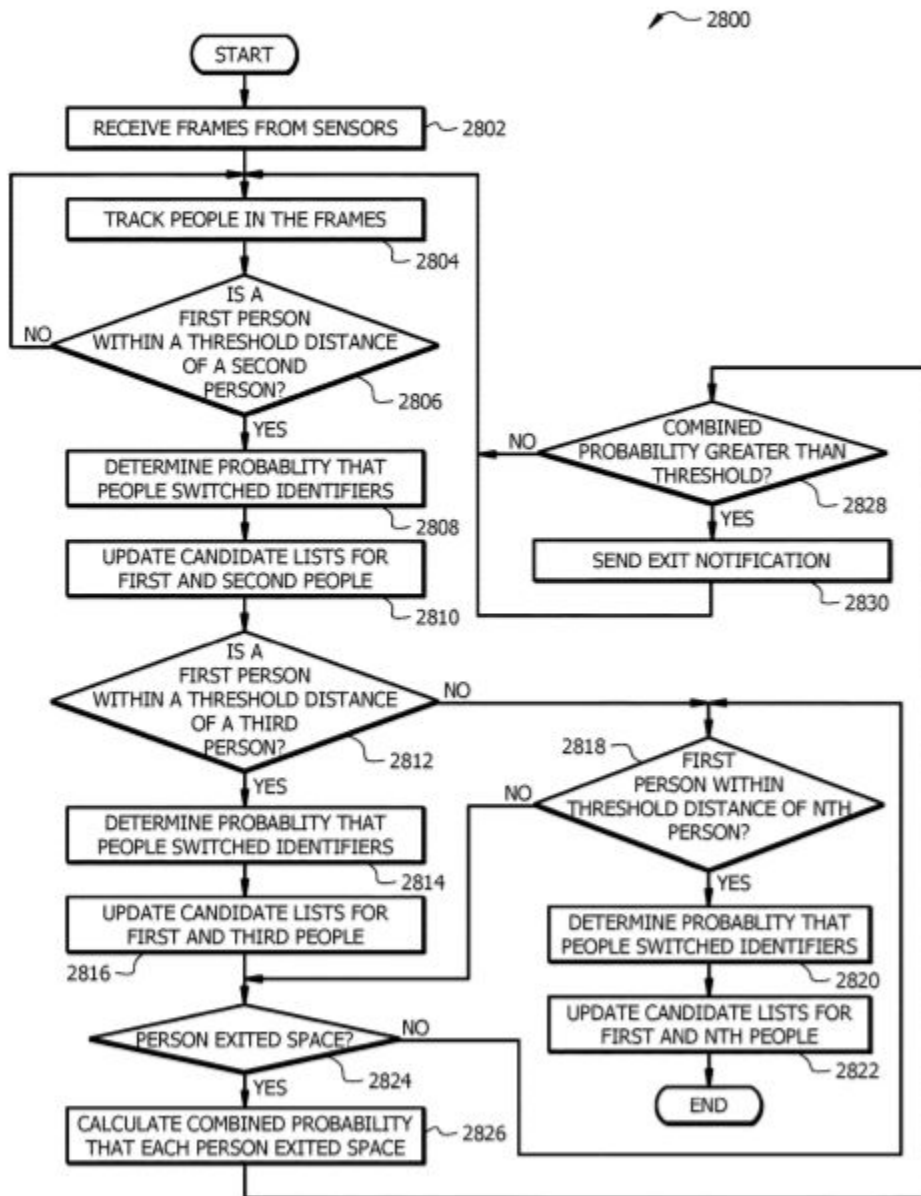 2800
START
RECEIVE FRAMES FROM SENSORS
2802
TRACK PEOPLE IN THE FRAMES
2804
IS A
FIRST PERSON
WITHIN A THRESHOLD DISTANCE
OF A SECOND
PERSON?
NO
2806
YES
DETERMINE PROBABLITY THAT
PEOPLE SWITCHED IDENTIFIERS
2808
UPDATE CANDIDATE LISTS FOR
FIRST AND SECOND PEOPLE
2810
IS A
FIRST PERSON
WITHIN A THRESHOLD DISTANCE
OF A THIRD
PERSON?
NO
2812
YES
DETERMINE PROBABLITY THAT
PEOPLE SWITCHED IDENTIFIERS
2814
UPDATE CANDIDATE LISTS FOR
FIRST AND THIRD PEOPLE
2816
PERSON EXITED SPACE?
NO
2824
YES
CALCULATE COMBINED PROBABILITY
THAT EACH PERSON EXITED SPACE
2826
COMBINED
PROBABILITY GREATER THAN
THRESHOLD?
NO
2828
YES
SEND EXIT NOTIFICATION
2830
2818
FIRST
PERSON WITHIN
THRESHOLD DISTANCE OF NTH
PERSON?
NO
YES
DETERMINE PROBABLITY THAT
PEOPLE SWITCHED IDENTIFIERS
2820
UPDATE CANDIDATE LISTS FOR
FIRST AND NTH PEOPLE
2822
END